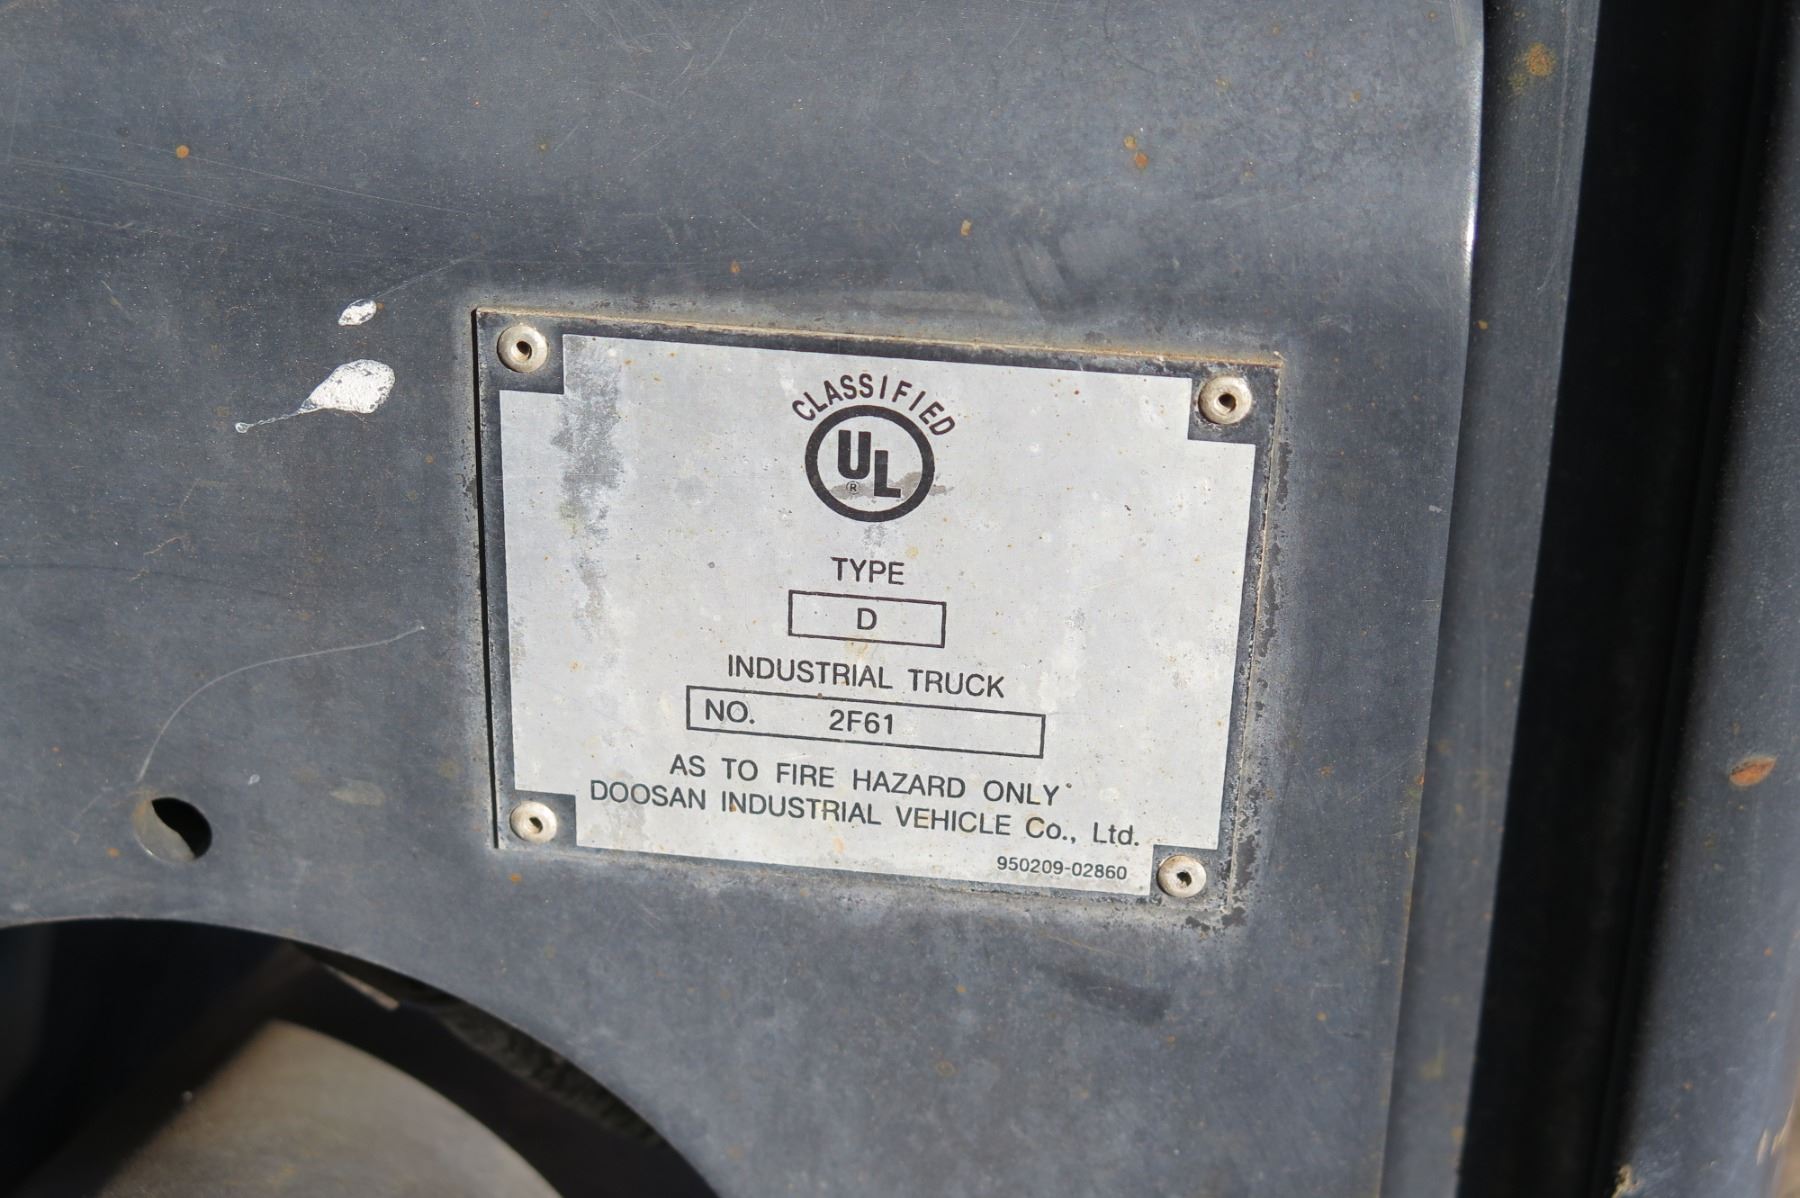 CLASSIFIED
UL
®
TYPE
D
INDUSTRIAL TRUCK
NO. 2F61
AS TO FIRE HAZARD ONLY
DOOSAN INDUSTRIAL VEHICLE Co., Ltd.
950209-02860